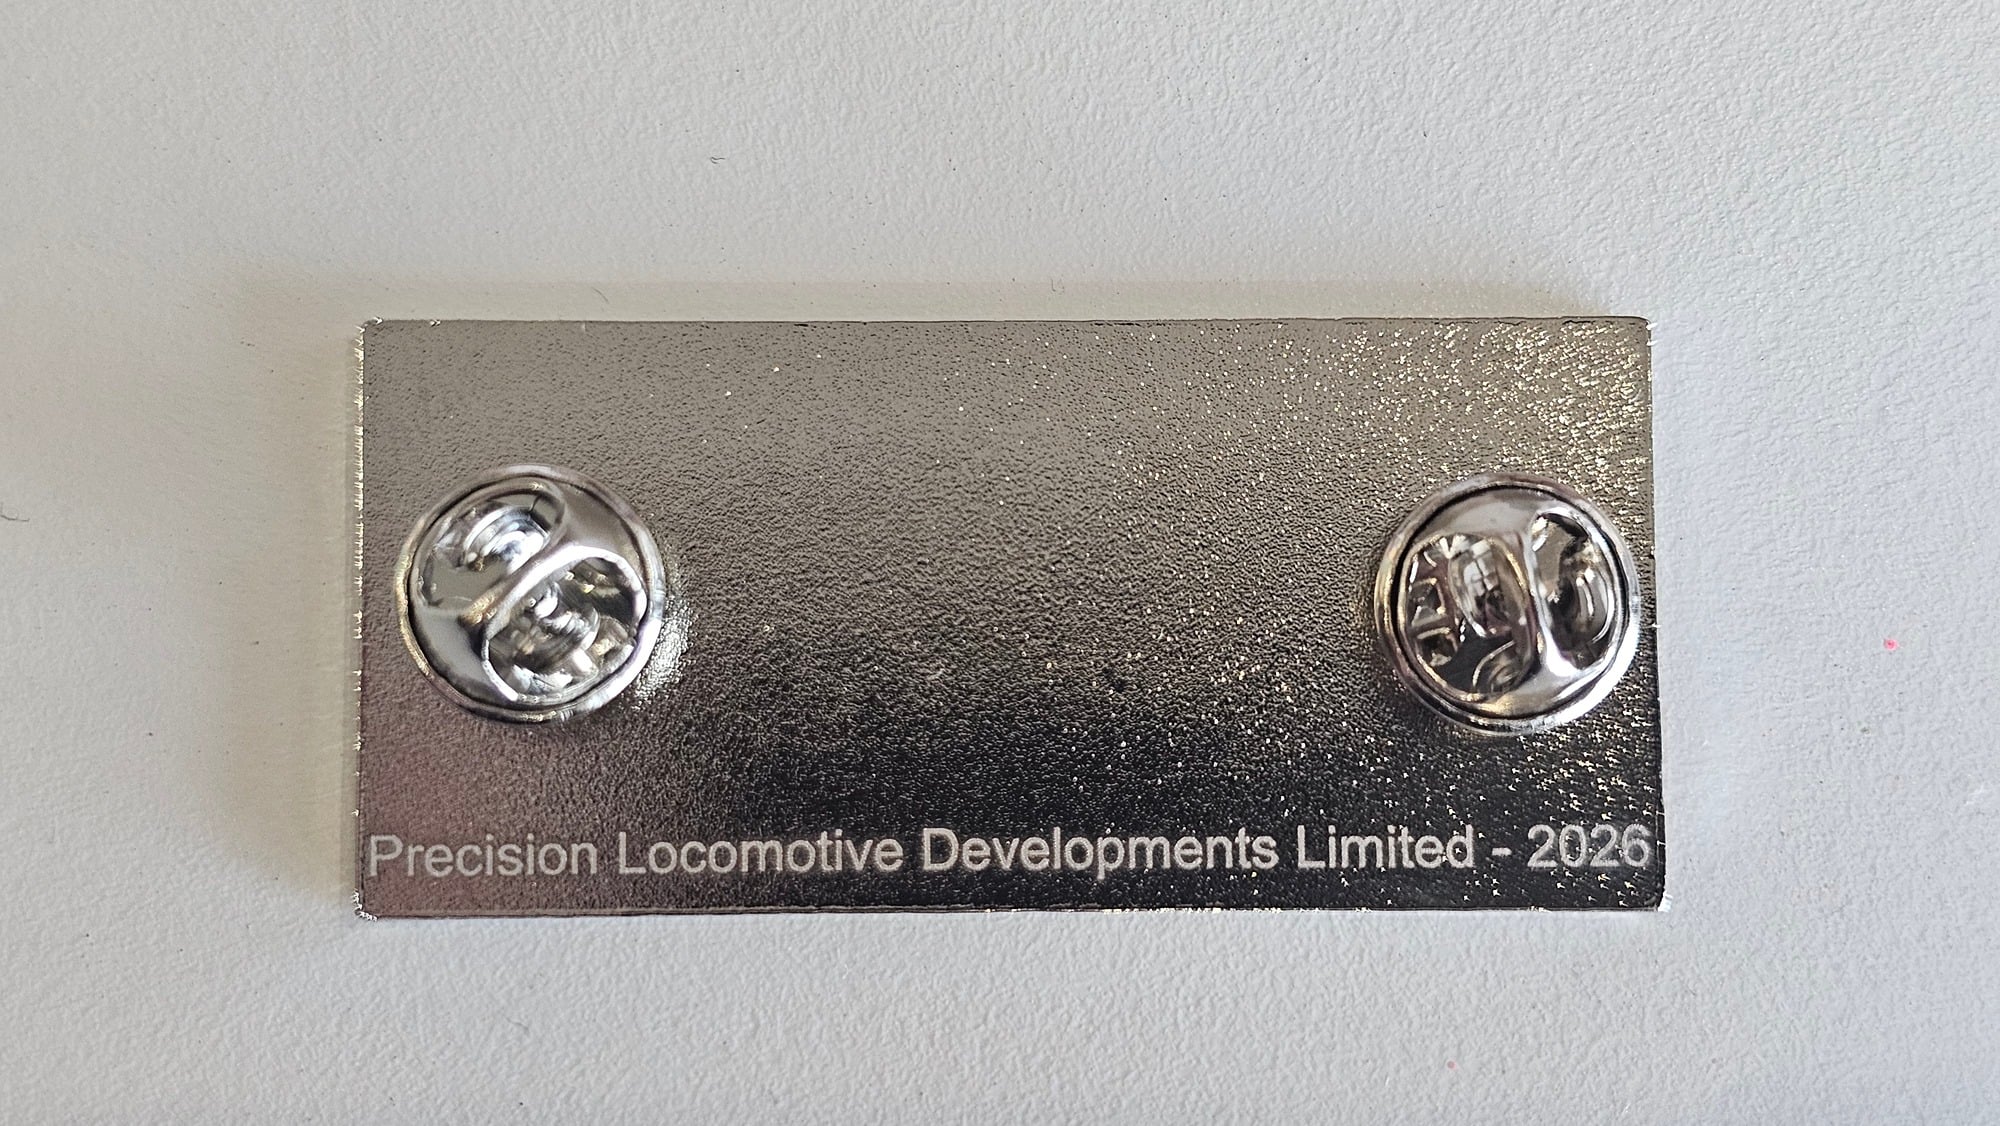 Precision Locomotive Developments Limited - 2026